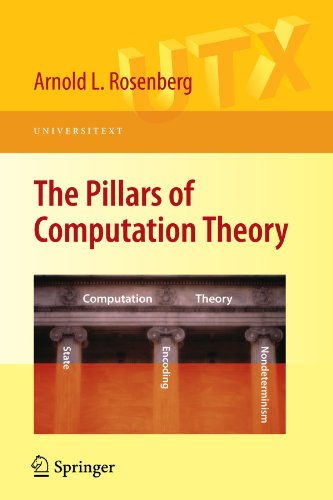 UTX
Arnold L. Rosenberg
UNIVERSITEXT
The Pillars of
Computation Theory
Computation Theory
State
Encoding
Nondeterminism
Springer